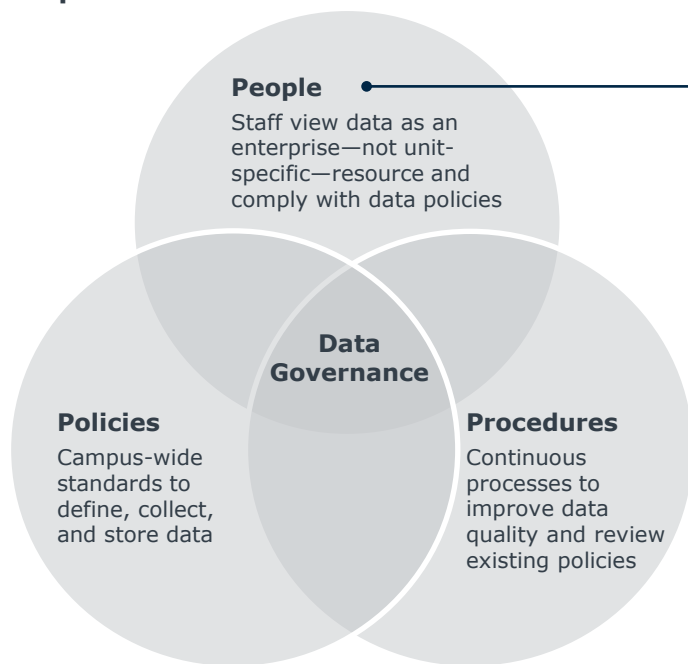 People
Staff view data as an
enterprise—not unit-
specific—resource and
comply with data policies
Data
Governance
Policies
Campus-wide
standards to
define, collect,
and store data
Procedures
Continuous
processes to
improve data
quality and review
existing policies